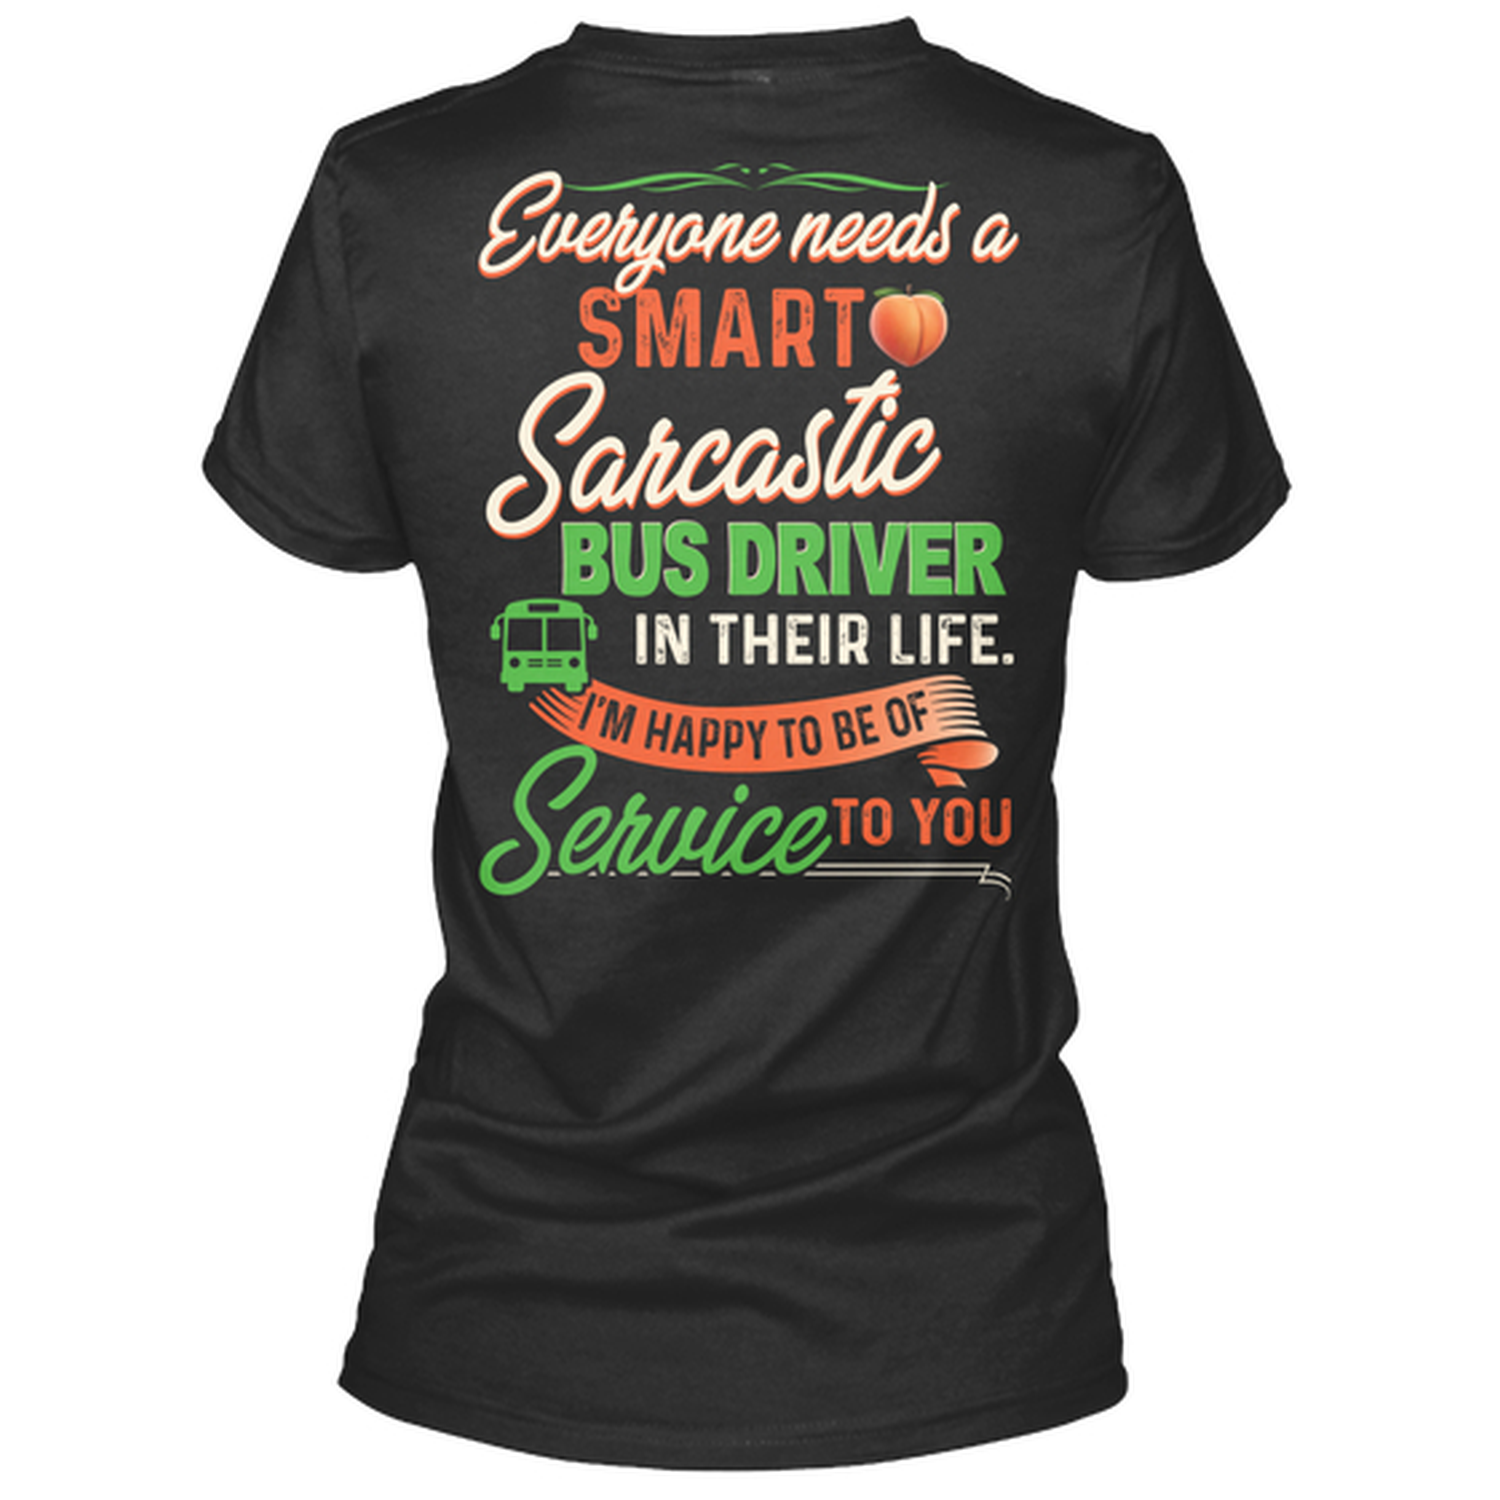 Everyone needs a
SMART🍑
Sarcastic
BUS DRIVER
IN THEIR LIFE.
I'M HAPPY TO BE OF
Service TO YOU